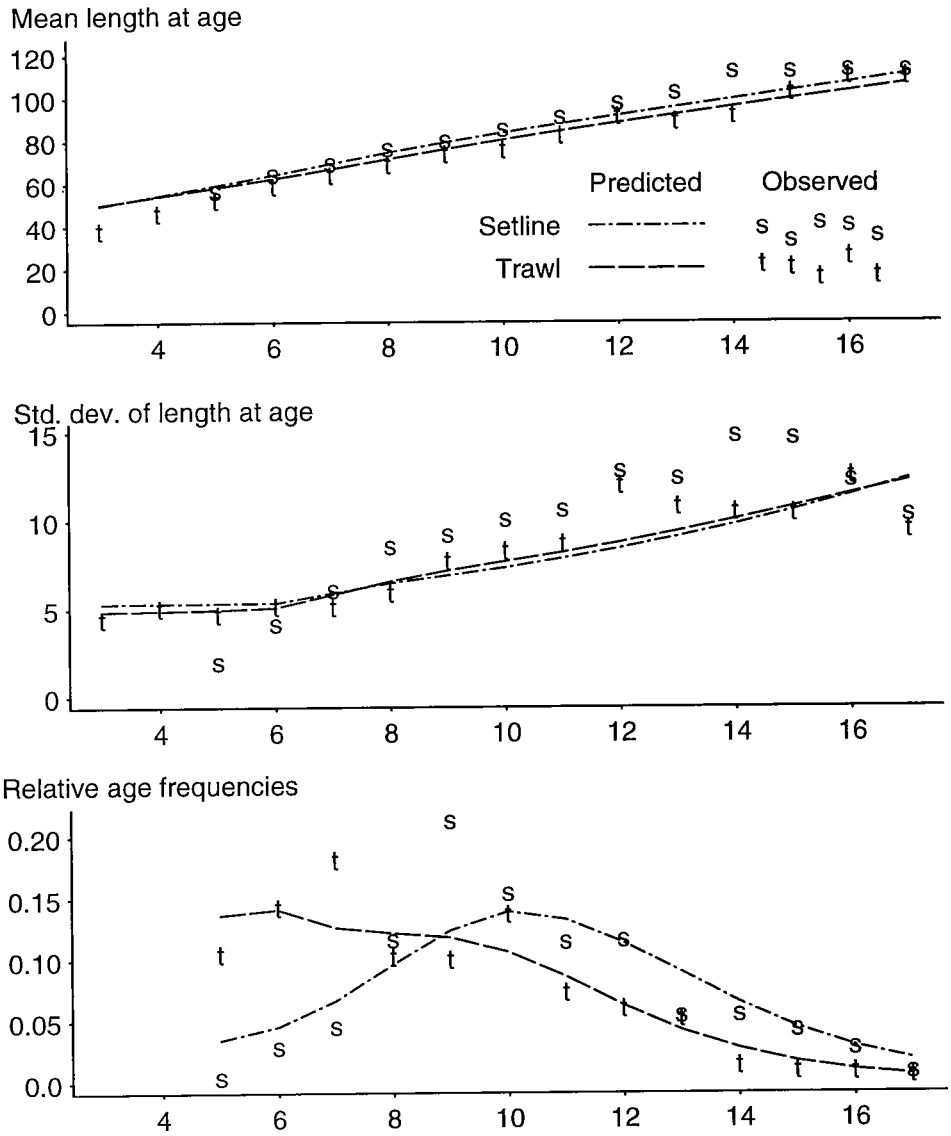 Mean length at age
120
100
80
60
40
20
0
Predicted Observed
Setline s s s s s
Trawl t t t t t
4 6 8 10 12 14 16
Std. dev. of length at age
15
10
5
0
4 6 8 10 12 14 16
Relative age frequencies
0.20
0.15
0.10
0.05
0.0
4 6 8 10 12 14 16